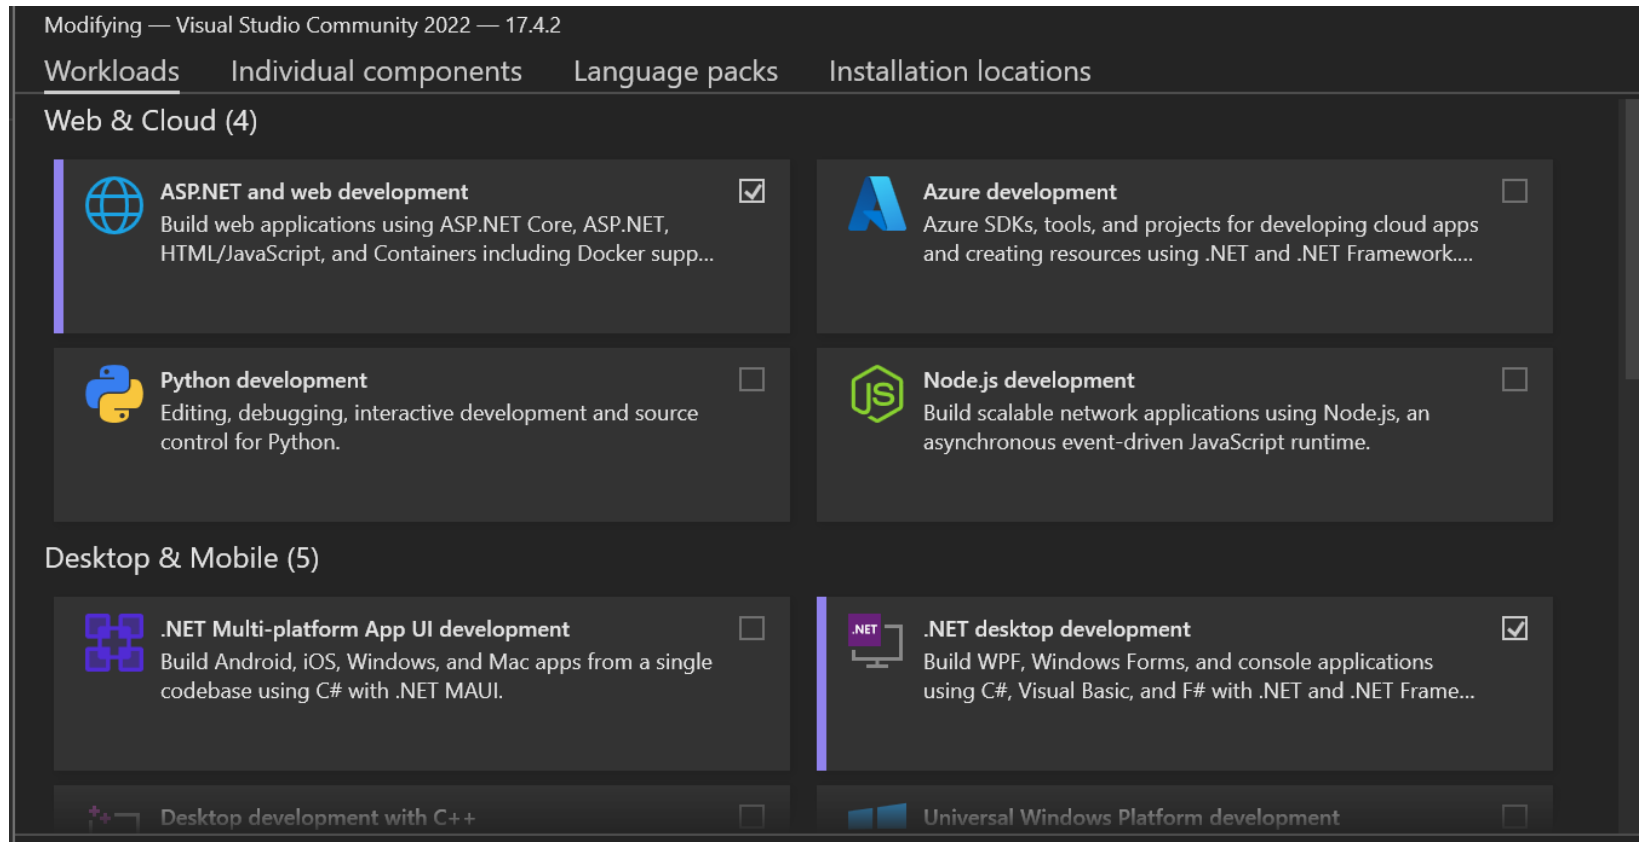 Modifying — Visual Studio Community 2022 — 17.4.2
Workloads Individual components Language packs Installation locations
Web & Cloud (4)
ASP.NET and web development
Build web applications using ASP.NET Core, ASP.NET,
HTML/JavaScript, and Containers including Docker supp...
Azure development
Azure SDKs, tools, and projects for developing cloud apps
and creating resources using .NET and .NET Framework....
Python development
Editing, debugging, interactive development and source
control for Python.
JS
Node.js development
Build scalable network applications using Node.js, an
asynchronous event-driven JavaScript runtime.
Desktop & Mobile (5)
.NET Multi-platform App UI development
Build Android, iOS, Windows, and Mac apps from a single
codebase using C# with .NET MAUI.
.NET
.NET desktop development
Build WPF, Windows Forms, and console applications
using C#, Visual Basic, and F# with .NET and .NET Frame...
Desktop development with C++
Universal Windows Platform development